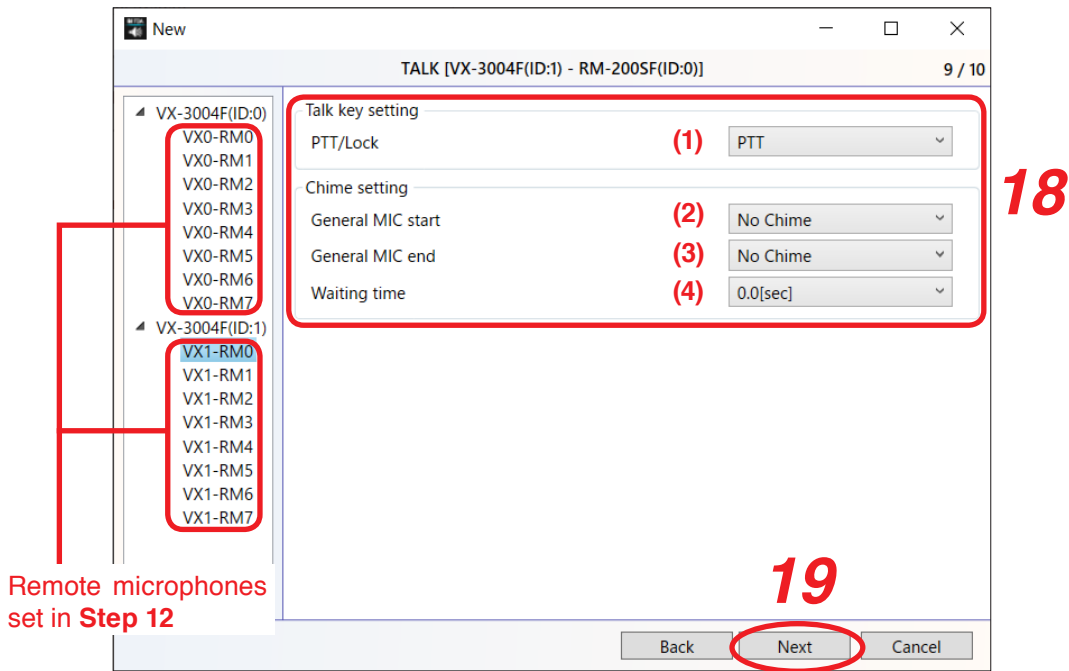 New
TALK [VX-3004F(ID:1) - RM-200SF(ID:0)]
9 / 10
VX-3004F(ID:0)
VX0-RM0
VX0-RM1
VX0-RM2
VX0-RM3
VX0-RM4
VX0-RM5
VX0-RM6
VX0-RM7
VX-3004F(ID:1)
VX1-RM0
VX1-RM1
VX1-RM2
VX1-RM3
VX1-RM4
VX1-RM5
VX1-RM6
VX1-RM7
Remote microphones
set in Step 12
Talk key setting
PTT/Lock (1) PTT
Chime setting
General MIC start (2) No Chime
General MIC end (3) No Chime
Waiting time (4) 0.0[sec]
18
19
Back Next Cancel